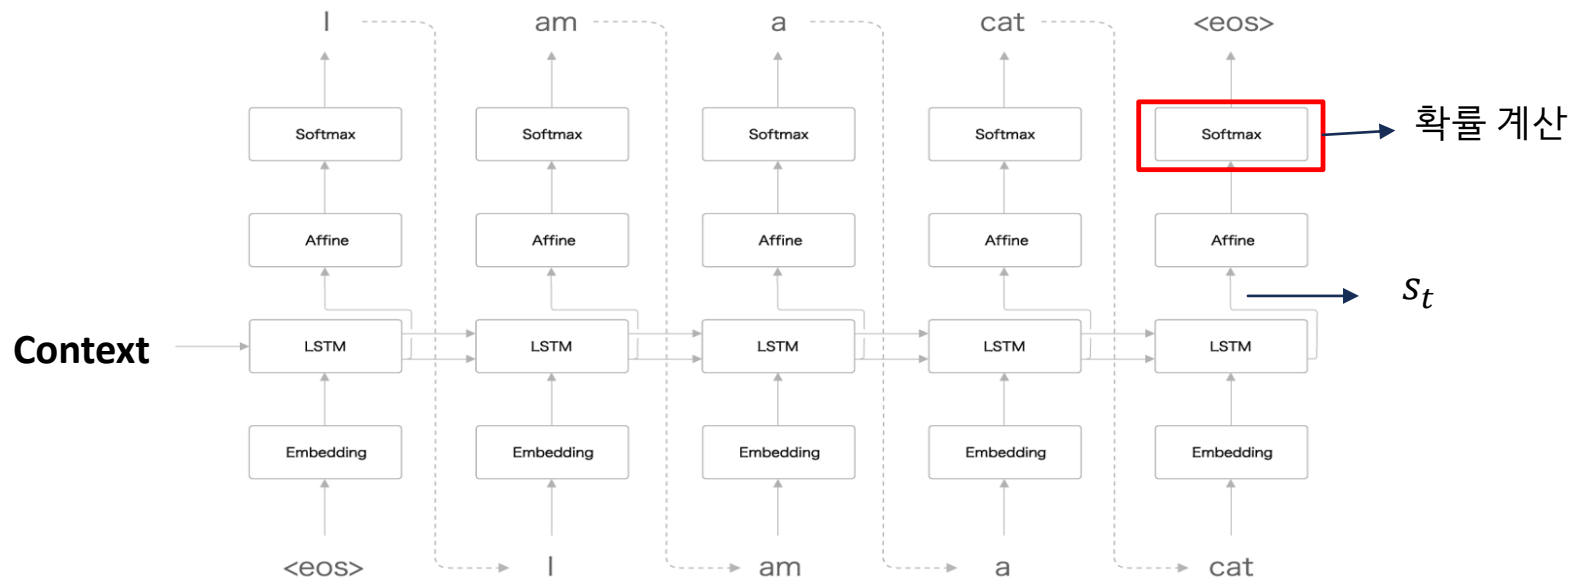 I am a cat <eos>
Softmax Softmax Softmax Softmax Softmax 확률 계산
Affine Affine Affine Affine Affine
s_t
Context LSTM LSTM LSTM LSTM LSTM
Embedding Embedding Embedding Embedding Embedding
<eos> I am a cat